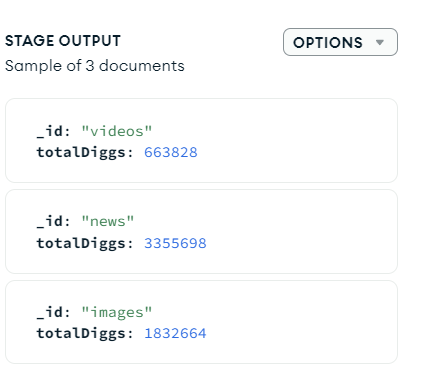 STAGE OUTPUT
OPTIONS
Sample of 3 documents
_id: "videos"
totalDiggs: 663828
_id: "news"
totalDiggs: 3355698
_id: "images"
totalDiggs: 1832664